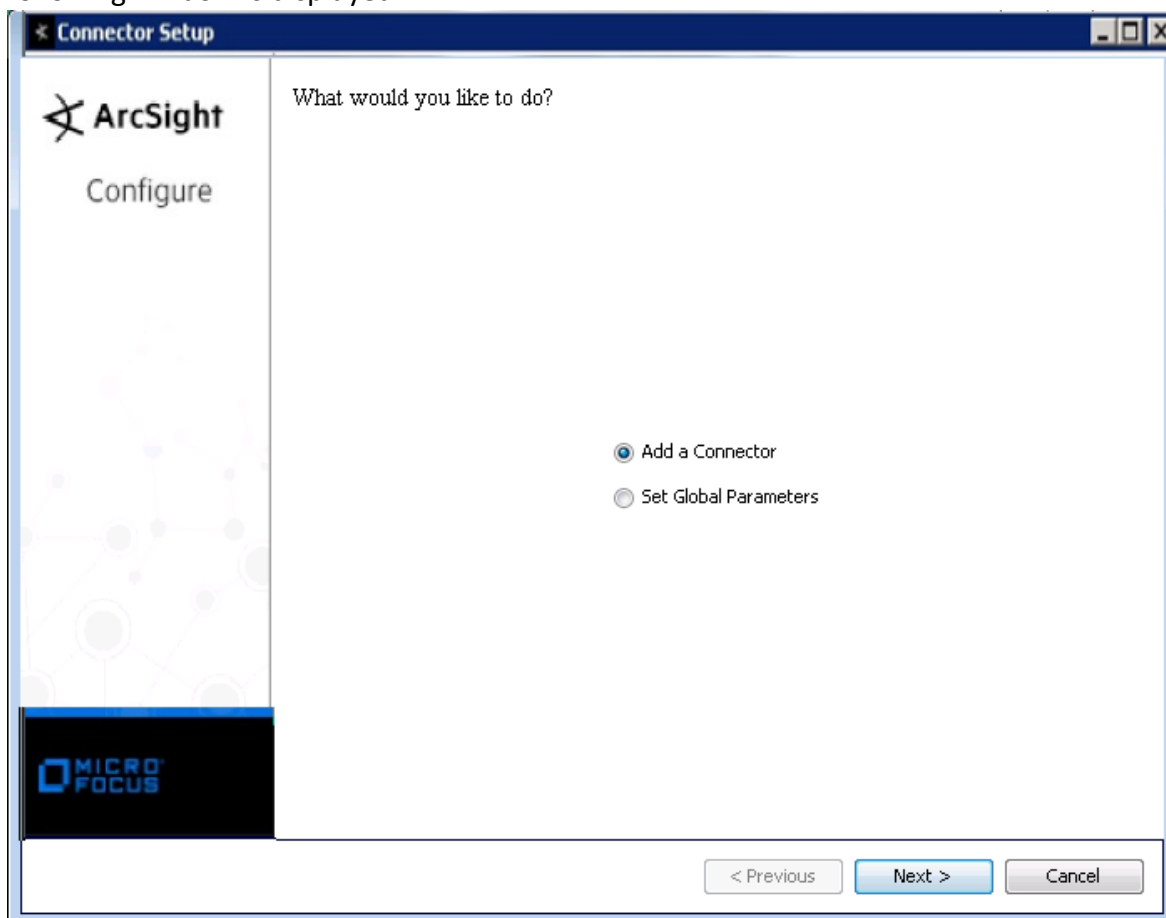 Connector Setup
ArcSight
Configure
What would you like to do?
Add a Connector
Set Global Parameters
MICRO
FOCUS
< Previous
Next >
Cancel